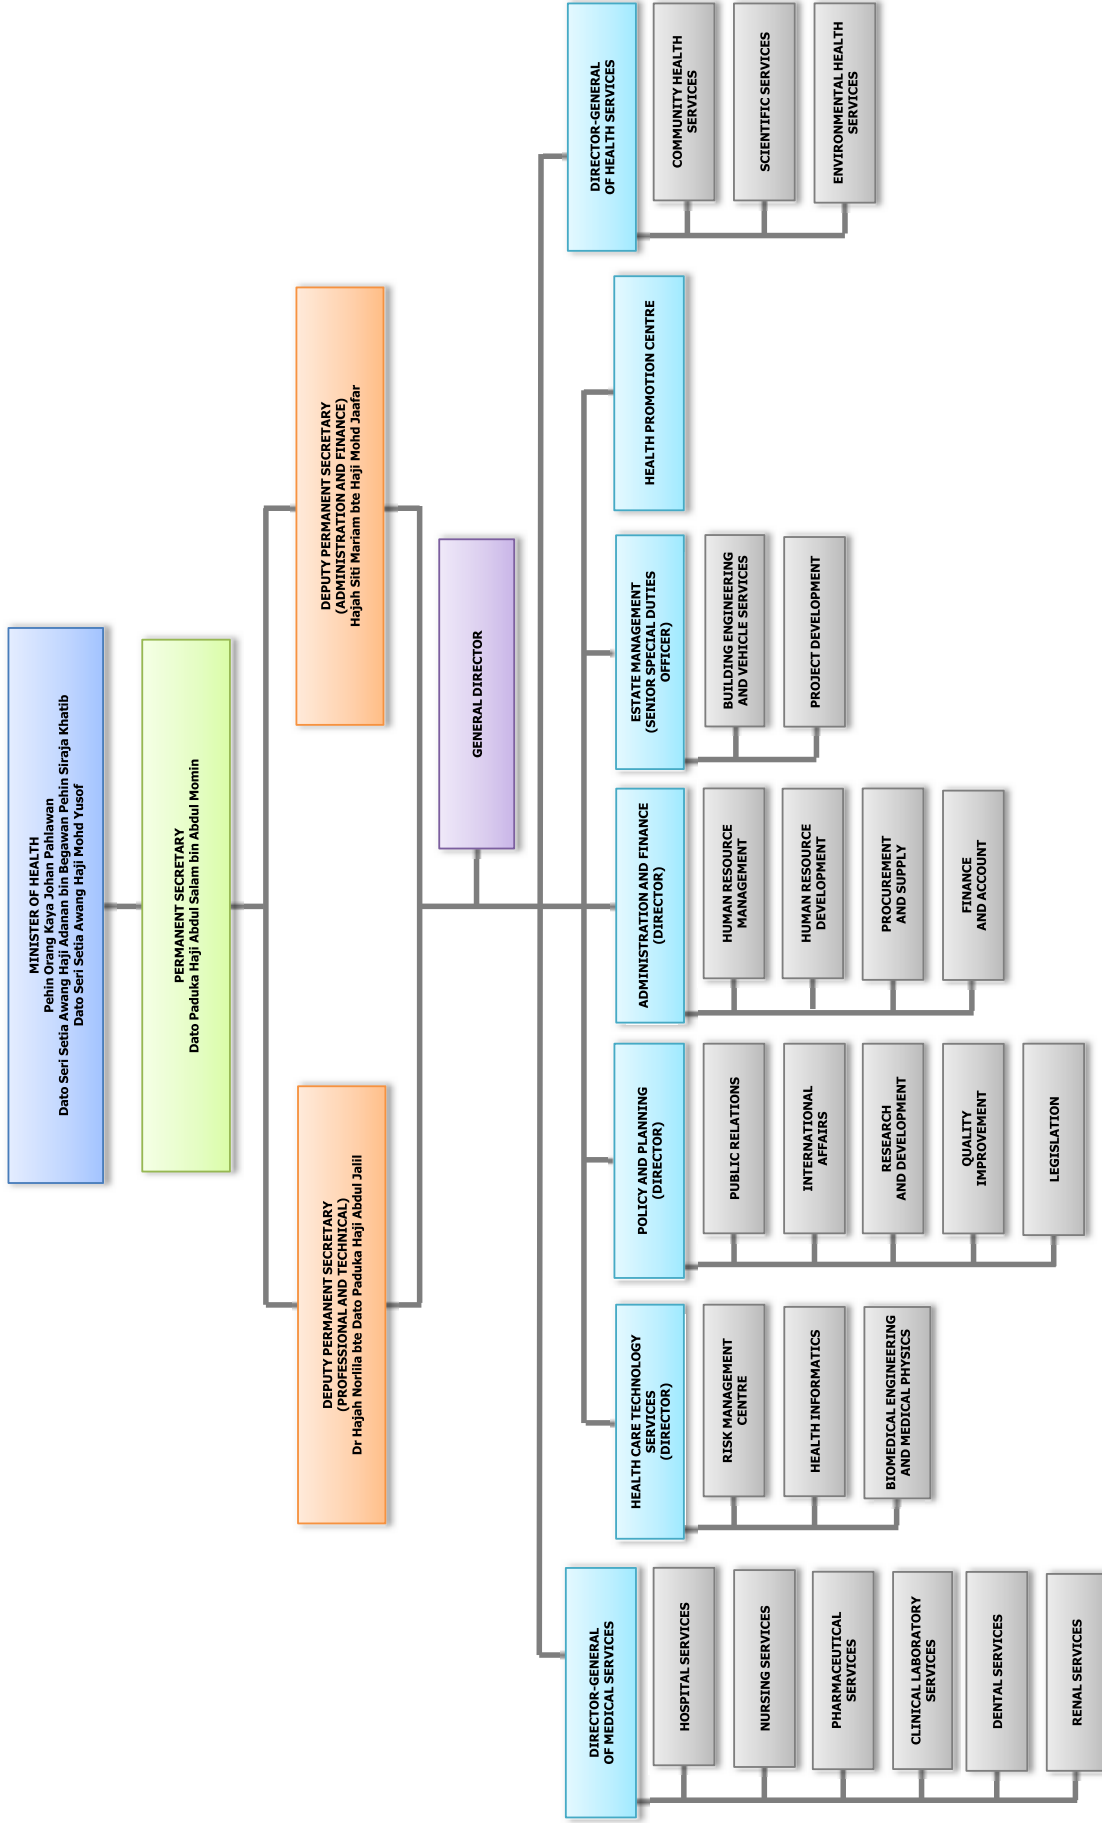 MINISTER OF HEALTH
Pehin Orang Kaya Johan Pahlawan
Dato Seri Setia Awang Haji Adanan bin Begawan Pehin Siraja Khatib
Dato Seri Setia Awang Haji Mohd Yusof
PERMANENT SECRETARY
Dato Paduka Haji Abdul Salam bin Abdul Momin
DEPUTY PERMANENT SECRETARY
(PROFESSIONAL AND TECHNICAL)
Dr Hajah Norlila bte Dato Paduka Haji Abdul Jalil
DEPUTY PERMANENT SECRETARY
(ADMINISTRATION AND FINANCE)
Hajah Siti Mariam bte Haji Mohd Jaafar
GENERAL DIRECTOR
DIRECTOR-GENERAL
OF MEDICAL SERVICES
HOSPITAL SERVICES
NURSING SERVICES
PHARMACEUTICAL
SERVICES
CLINICAL LABORATORY
SERVICES
DENTAL SERVICES
RENAL SERVICES
HEALTH CARE TECHNOLOGY
SERVICES
(DIRECTOR)
RISK MANAGEMENT
CENTRE
HEALTH INFORMATICS
BIOMEDICAL ENGINEERING
AND MEDICAL PHYSICS
POLICY AND PLANNING
(DIRECTOR)
PUBLIC RELATIONS
INTERNATIONAL
AFFAIRS
RESEARCH
AND DEVELOPMENT
QUALITY
IMPROVEMENT
LEGISLATION
ADMINISTRATION AND FINANCE
(DIRECTOR)
HUMAN RESOURCE
MANAGEMENT
HUMAN RESOURCE
DEVELOPMENT
PROCUREMENT
AND SUPPLY
FINANCE
AND ACCOUNT
ESTATE MANAGEMENT
(SENIOR SPECIAL DUTIES
OFFICER)
BUILDING ENGINEERING
AND VEHICLE SERVICES
PROJECT DEVELOPMENT
HEALTH PROMOTION CENTRE
DIRECTOR-GENERAL
OF HEALTH SERVICES
COMMUNITY HEALTH
SERVICES
SCIENTIFIC SERVICES
ENVIRONMENTAL HEALTH
SERVICES